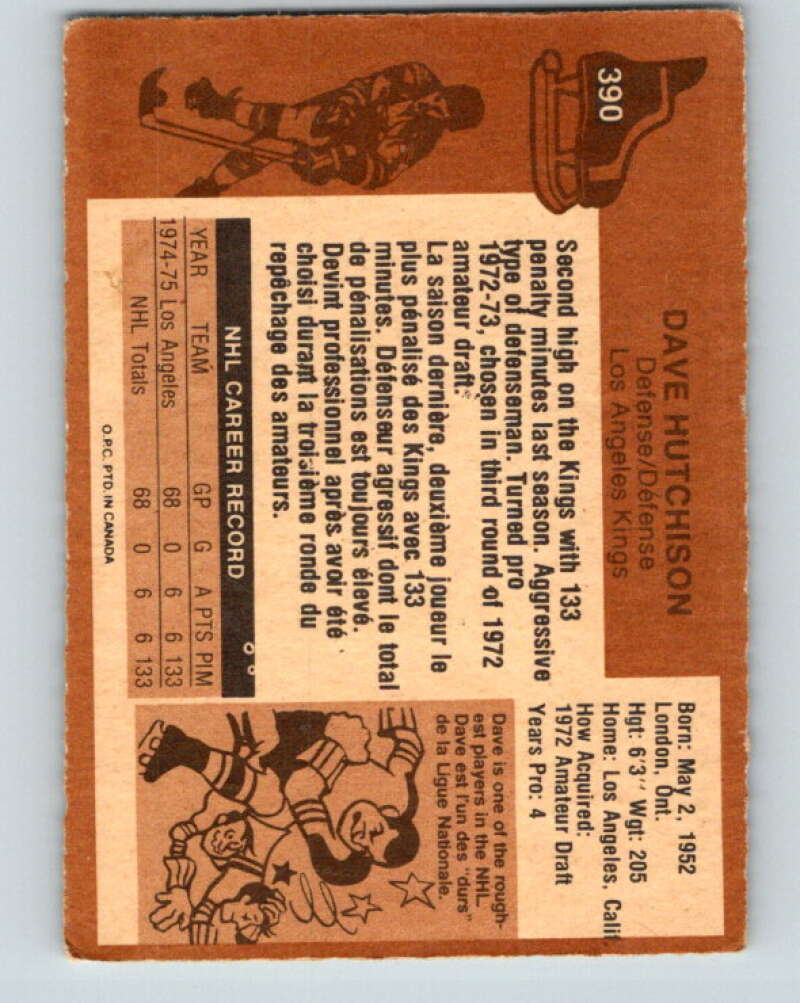 390
DAVE HUTCHISON
Defense/Défense
Los Angeles Kings
Born: May 2, 1952
London, Ont.
Hgt: 6'3'' Wgt: 205
Home: Los Angeles, Calif
How Acquired:
1972 Amateur Draft
Years Pro: 4
Second high on the Kings with 133
penalty minutes last season. Aggressive
type of defenseman. Turned pro
1972-73, chosen in third round of 1972
amateur draft.
La saison dernière, deuxième joueur le
plus pénalisé des Kings avec 133
minutes. Défenseur agressif dont le total
de pénalisations est toujours élevé.
Devint professionnel après avoir été
choisi durant la troisième ronde du
repêchage des amateurs.
NHL CAREER RECORD
YEAR TEAM GP G A PTS PIM
1974-75 Los Angeles 68 0 6 6 133
NHL Totals 68 0 6 6 133
O.P.C. PTD. IN CANADA
Dave is one of the rough-
est players in the NHL
Dave est l'un des "durs"
de la Ligue Nationale.